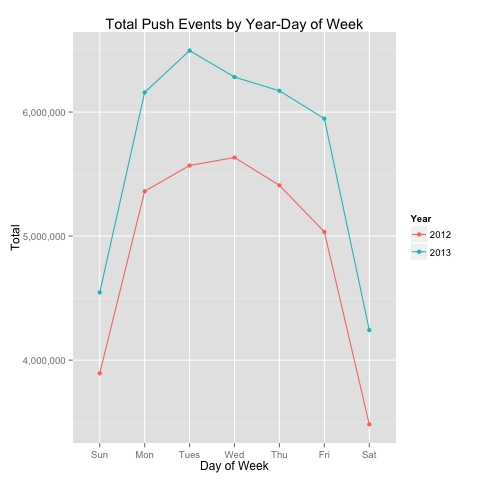 Total Push Events by Year-Day of Week
6,000,000
5,000,000
4,000,000
Total
Sun Mon Tues Wed Thu Fri Sat
Day of Week
Year
2012
2013